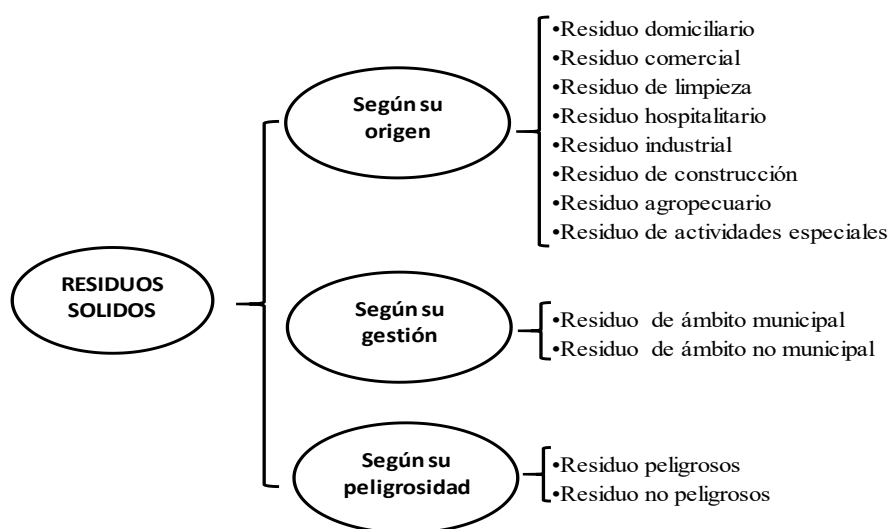 RESIDUOS
SOLIDOS
Según su
origen
•Residuo domiciliario
•Residuo comercial
•Residuo de limpieza
•Residuo hospitalitario
•Residuo industrial
•Residuo de construcción
•Residuo agropecuario
•Residuo de actividades especiales
Según su
gestión
•Residuo de ámbito municipal
•Residuo de ámbito no municipal
Según su
peligrosidad
•Residuo peligrosos
•Residuo no peligrosos